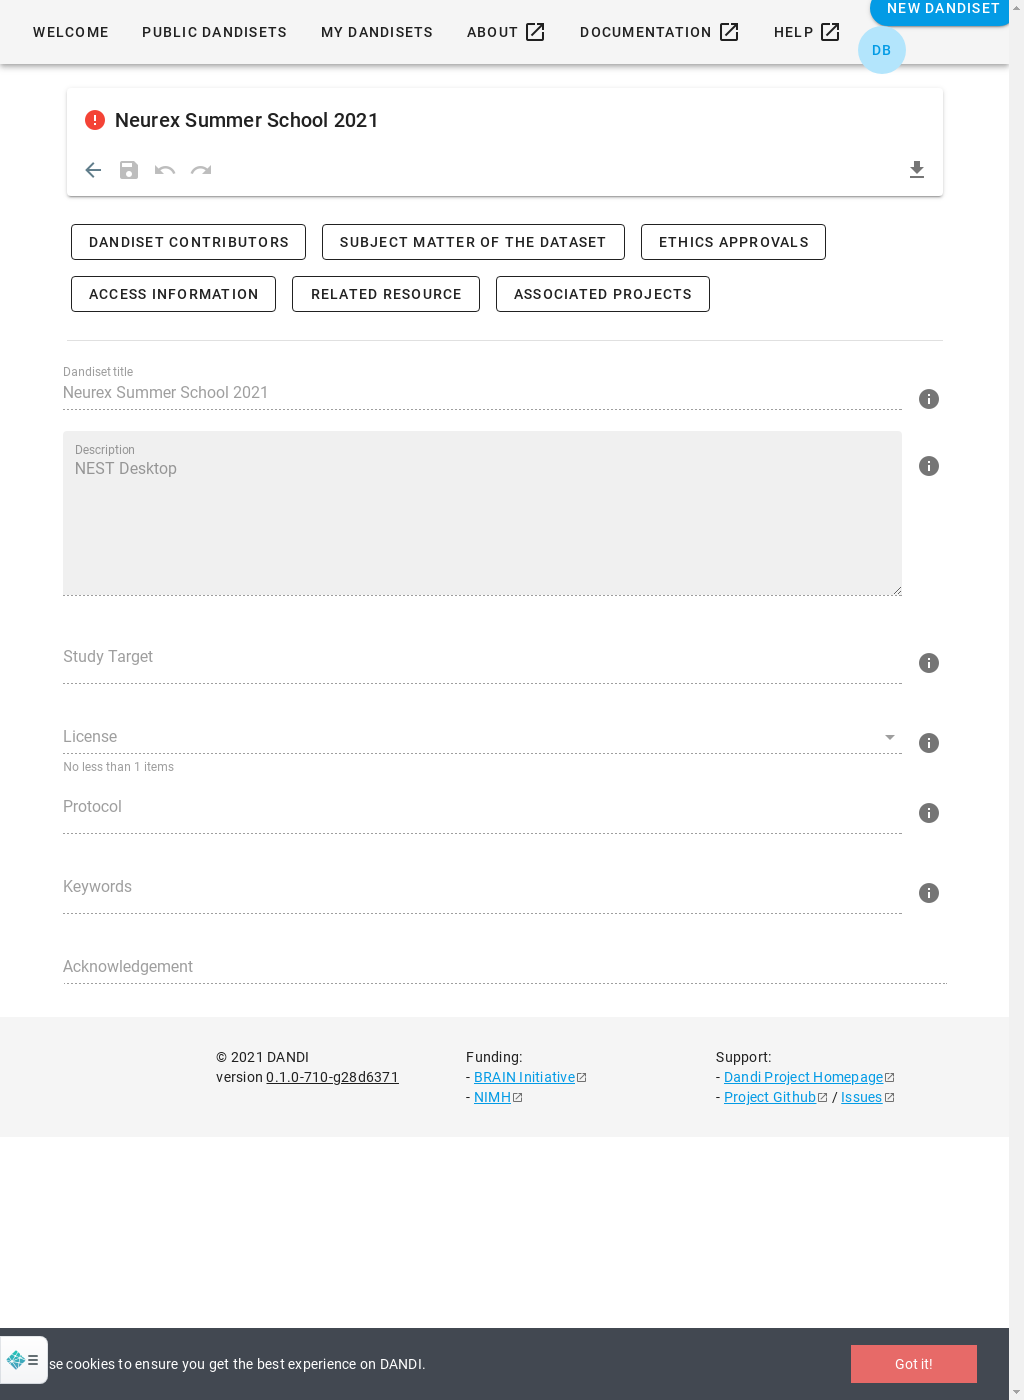 WELCOME PUBLIC DANDISETS MY DANDISETS ABOUT DOCUMENTATION HELP NEW DANDISET
DB
Neurex Summer School 2021
DANDISET CONTRIBUTORS SUBJECT MATTER OF THE DATASET ETHICS APPROVALS
ACCESS INFORMATION RELATED RESOURCE ASSOCIATED PROJECTS
Dandiset title
Neurex Summer School 2021
Description
NEST Desktop
Study Target
License
No less than 1 items
Protocol
Keywords
Acknowledgement
© 2021 DANDI
version 0.1.0-710-g28d6371
Funding:
- BRAIN Initiative
- NIMH
Support:
- Dandi Project Homepage
- Project Github / Issues
se cookies to ensure you get the best experience on DANDI.
Got it!